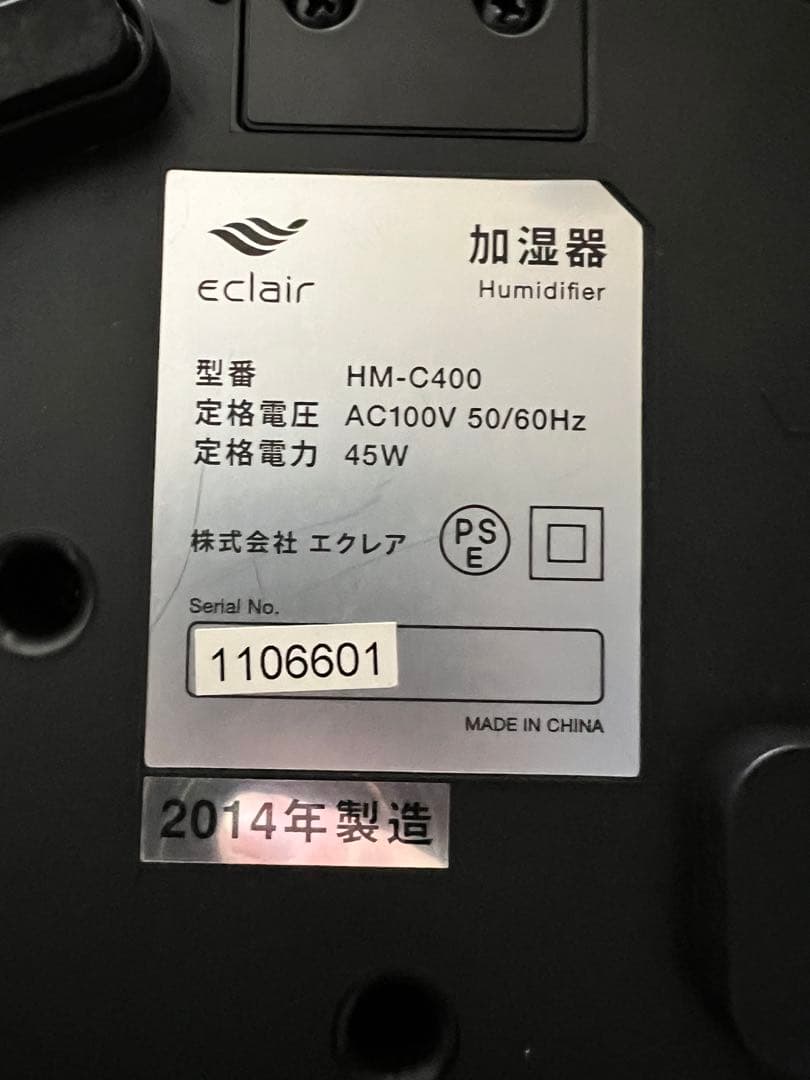 eclair
加湿器
Humidifier
型番 HM-C400
定格電圧 AC100V 50/60Hz
定格電力 45W
株式会社 エクレア
PSE
Serial No.
1106601
MADE IN CHINA
2014年製造